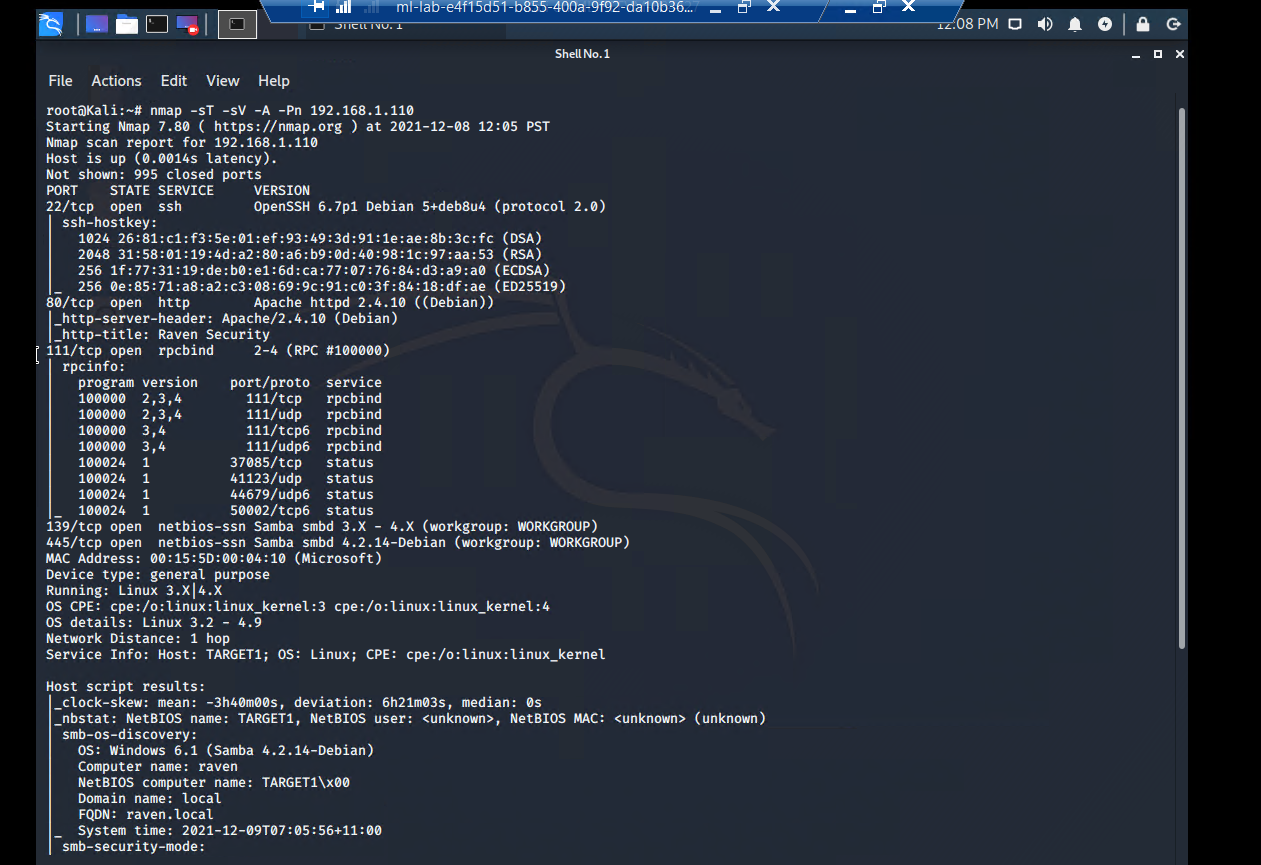 ml-lab-e4f15d51-b855-400a-9f92-da10b36...
Shell No. 1
12:08 PM
Shell No. 1
File Actions Edit View Help
root@Kali:~# nmap -sT -sV -A -Pn 192.168.1.110
Starting Nmap 7.80 ( https://nmap.org ) at 2021-12-08 12:05 PST
Nmap scan report for 192.168.1.110
Host is up (0.0014s latency).
Not shown: 995 closed ports
PORT    STATE SERVICE     VERSION
22/tcp  open  ssh         OpenSSH 6.7p1 Debian 5+deb8u4 (protocol 2.0)
| ssh-hostkey:
|   1024 26:81:c1:f3:5e:01:ef:93:49:3d:91:1e:ae:8b:3c:fc (DSA)
|   2048 31:58:01:19:4d:a2:80:a6:b9:0d:40:98:1c:97:aa:53 (RSA)
|   256 1f:77:31:19:de:b0:e1:6d:ca:77:07:76:84:d3:a9:a0 (ECDSA)
|_  256 0e:85:71:a8:a2:c3:08:69:9c:91:c0:3f:84:18:df:ae (ED25519)
80/tcp  open  http        Apache httpd 2.4.10 ((Debian))
|_http-server-header: Apache/2.4.10 (Debian)
|_http-title: Raven Security
111/tcp open  rpcbind     2-4 (RPC #100000)
| rpcinfo:
|   program version    port/proto  service
|   100000  2,3,4        111/tcp   rpcbind
|   100000  2,3,4        111/udp   rpcbind
|   100000  3,4          111/tcp6  rpcbind
|   100000  3,4          111/udp6  rpcbind
|   100024  1          37085/tcp   status
|   100024  1          41123/udp   status
|   100024  1          44679/udp6  status
|_  100024  1          50002/tcp6  status
139/tcp open  netbios-ssn Samba smbd 3.X - 4.X (workgroup: WORKGROUP)
445/tcp open  netbios-ssn Samba smbd 4.2.14-Debian (workgroup: WORKGROUP)
MAC Address: 00:15:5D:00:04:10 (Microsoft)
Device type: general purpose
Running: Linux 3.X|4.X
OS CPE: cpe:/o:linux:linux_kernel:3 cpe:/o:linux:linux_kernel:4
OS details: Linux 3.2 - 4.9
Network Distance: 1 hop
Service Info: Host: TARGET1; OS: Linux; CPE: cpe:/o:linux:linux_kernel
Host script results:
|_clock-skew: mean: -3h40m00s, deviation: 6h21m03s, median: 0s
|_nbstat: NetBIOS name: TARGET1, NetBIOS user: <unknown>, NetBIOS MAC: <unknown> (unknown)
| smb-os-discovery:
|   OS: Windows 6.1 (Samba 4.2.14-Debian)
|   Computer name: raven
|   NetBIOS computer name: TARGET1\x00
|   Domain name: local
|   FQDN: raven.local
|_  System time: 2021-12-09T07:05:56+11:00
| smb-security-mode: